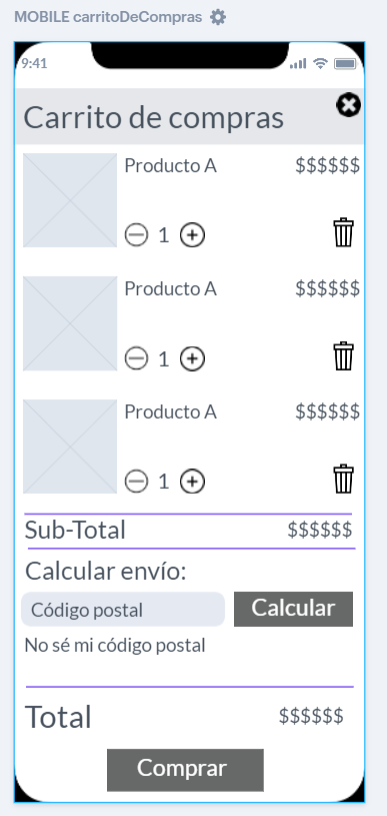 MOBILE carritoDeCompras
9:41
Carrito de compras
Producto A $$$$$$
1
Producto A $$$$$$
1
Producto A $$$$$$
1
Sub-Total $$$$$$
Calcular envío:
Código postal Calcular
No sé mi código postal
Total $$$$$$
Comprar